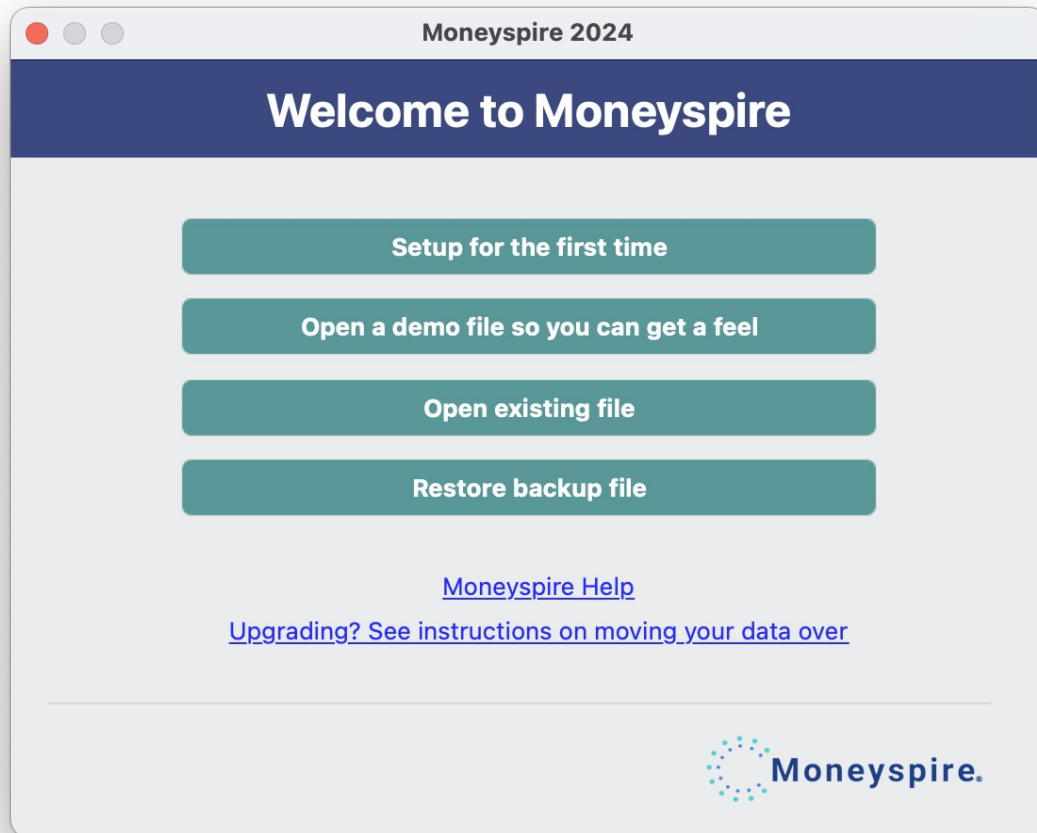 Moneyspire 2024
Welcome to Moneyspire
Setup for the first time
Open a demo file so you can get a feel
Open existing file
Restore backup file
Moneyspire Help
Upgrading? See instructions on moving your data over
Moneyspire®